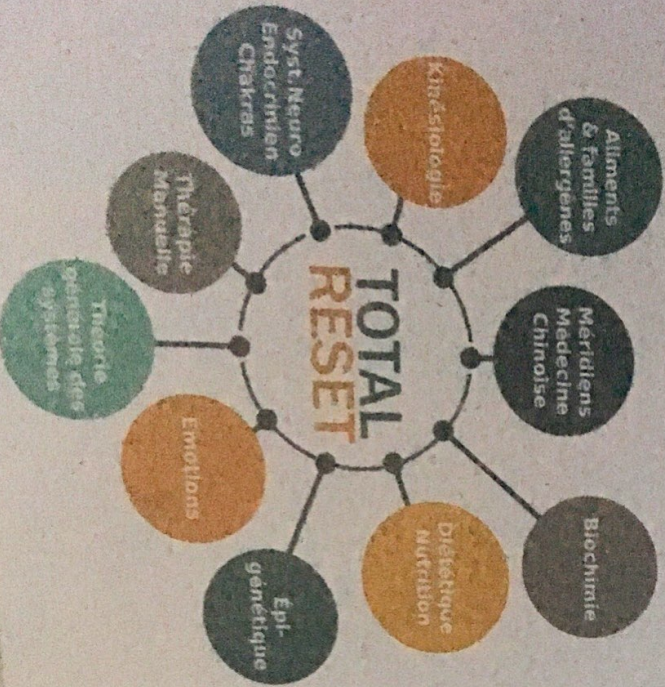 TOTAL
RESET
Méridiens
Médecine
Chinoise
Biochimie
Diététique
Nutrition
Épi-
génétique
Emotions
Théorie
générale des
systèmes
Thérapie
Manuelle
Syst.Neuro
Endocrinien
Chakras
Kinésiologie
Aliments
& familles
d'allergènes